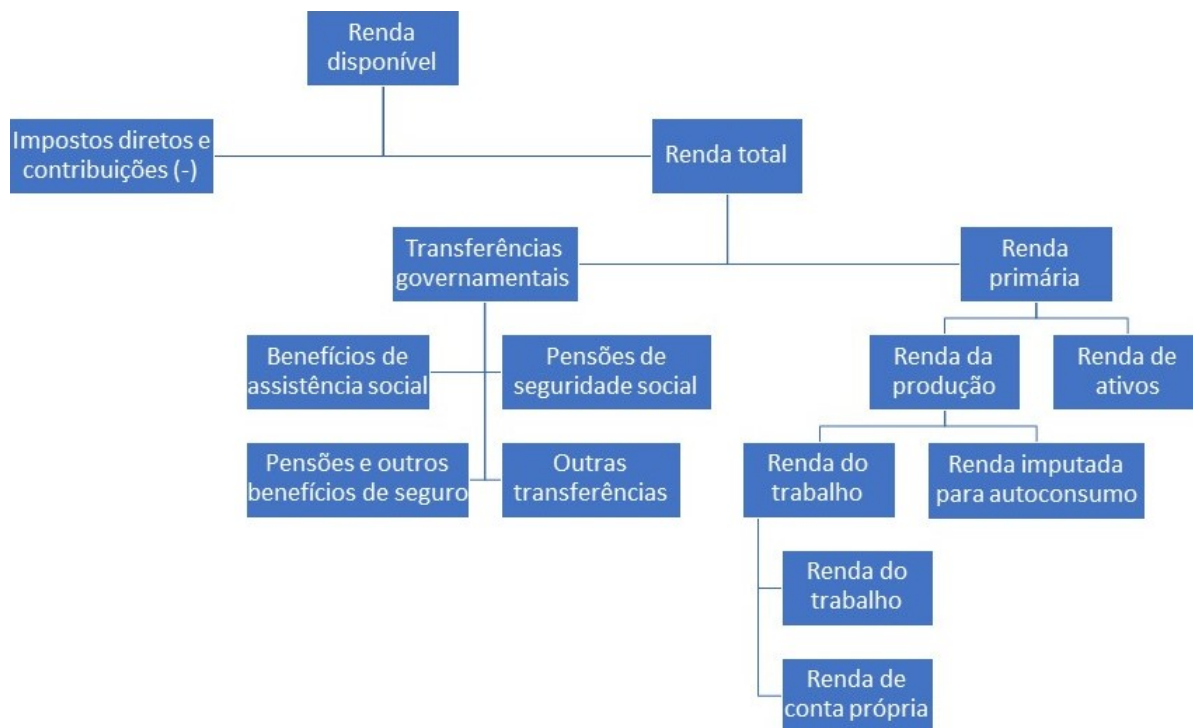 Renda
disponível
Impostos diretos e
contribuições (-)
Renda total
Transferências
governamentais
Renda
primária
Benefícios de
assistência social
Pensões de
seguridade social
Renda da
produção
Renda de
ativos
Pensões e outros
benefícios de seguro
Outras
transferências
Renda do
trabalho
Renda imputada
para autoconsumo
Renda do
trabalho
Renda de
conta própria